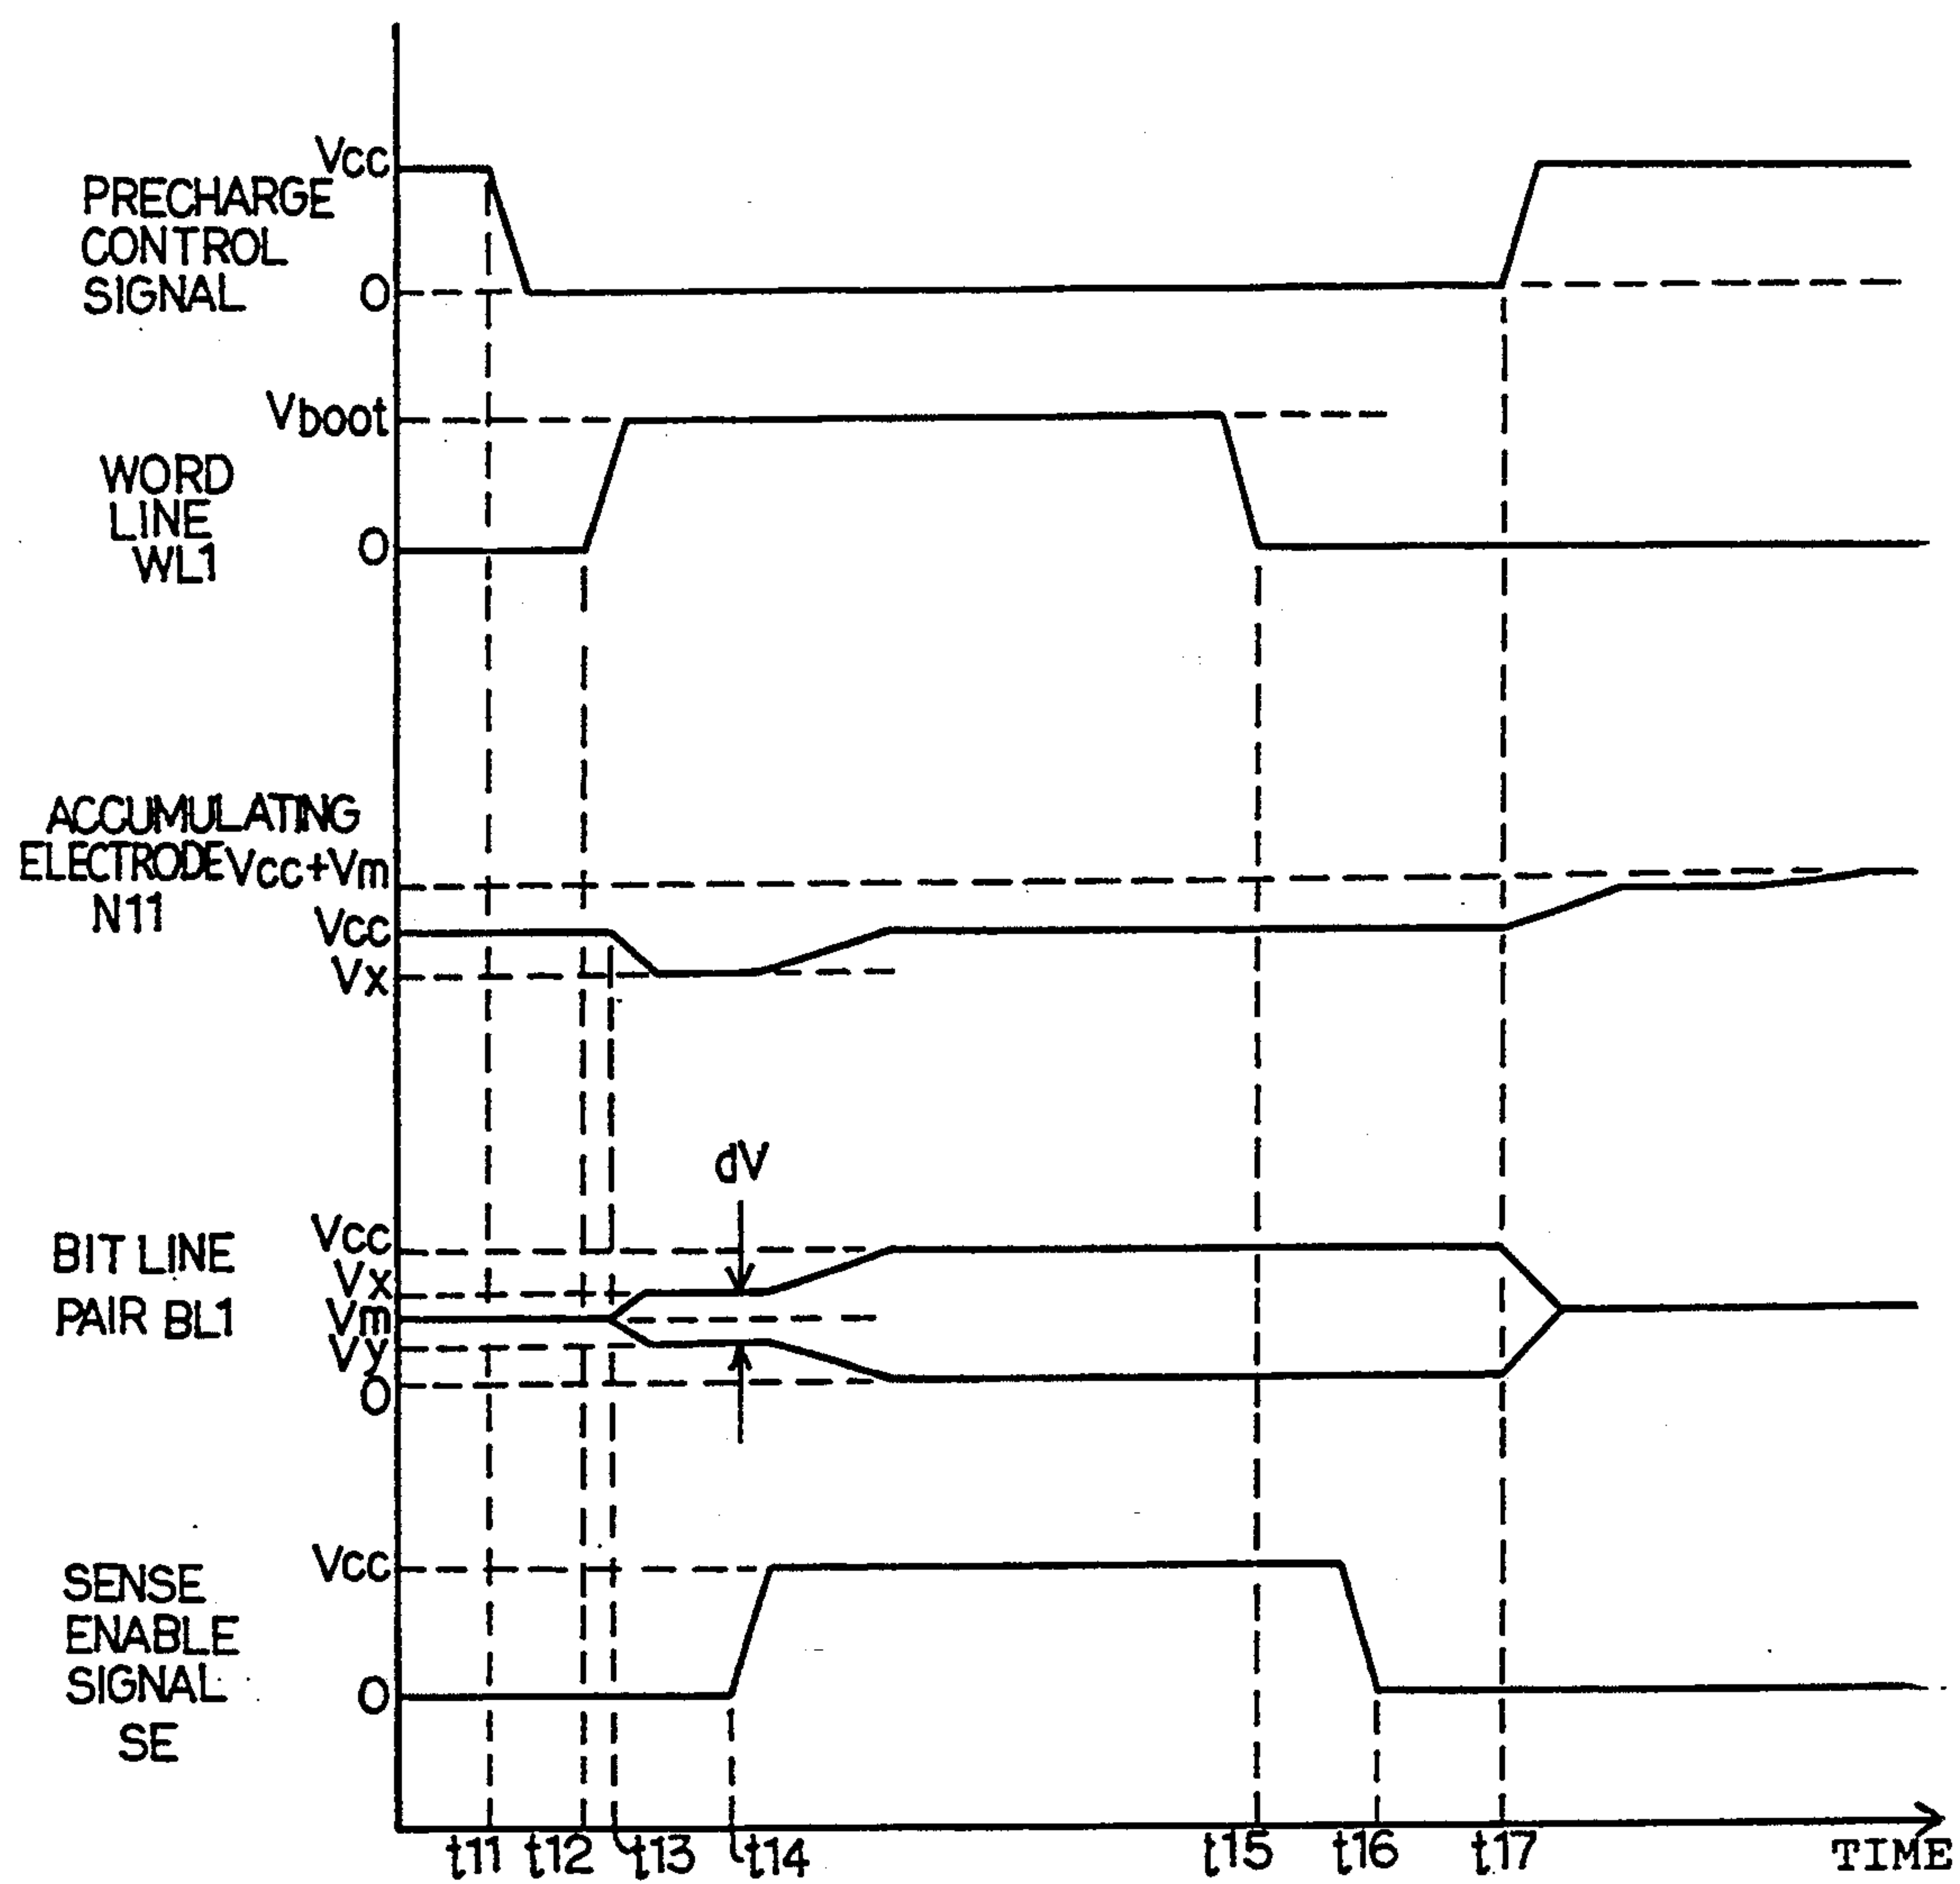 Vcc
PRECHARGE
CONTROL
SIGNAL
0
Vboot
WORD
LINE
WL1
0
ACCUMULATING
ELECTRODE Vcc+Vm
N11
Vcc
Vx
dV
BIT LINE
PAIR BL1
Vcc
Vx
Vm
Vy
0
Vcc
SENSE
ENABLE
SIGNAL
SE
0
t11 t12 t13 t14 t15 t16 t17 TIME